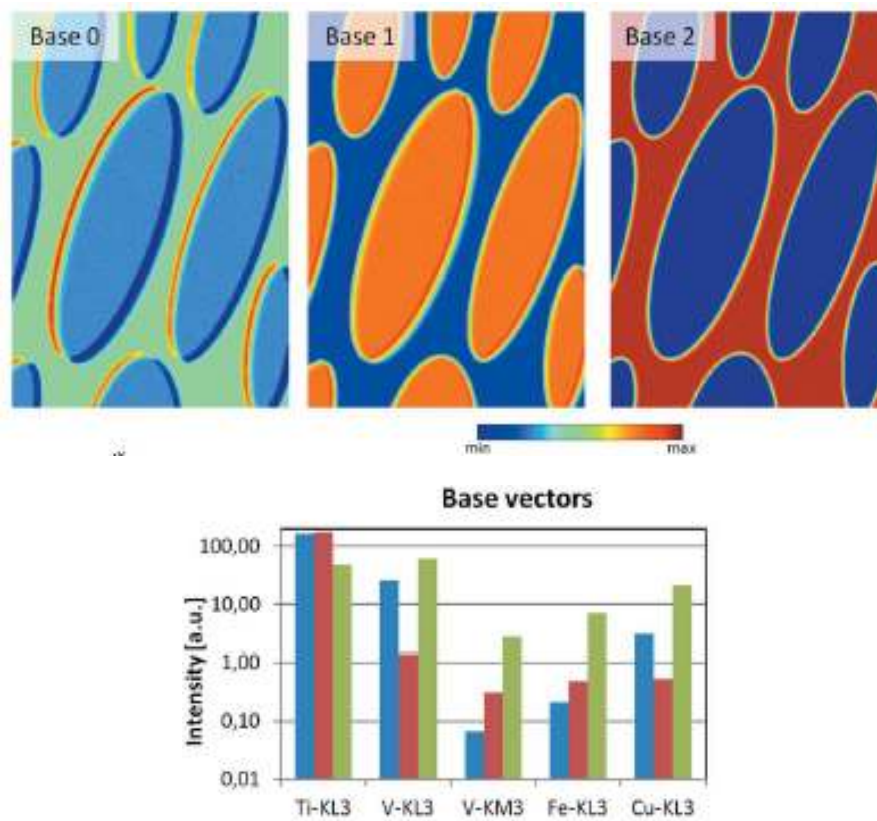 Base 0
Base 1
Base 2
min
max
Base vectors
Intensity [a.u.]
100,00
10,00
1,00
0,10
0,01
Ti-KL3
V-KL3
V-KM3
Fe-KL3
Cu-KL3